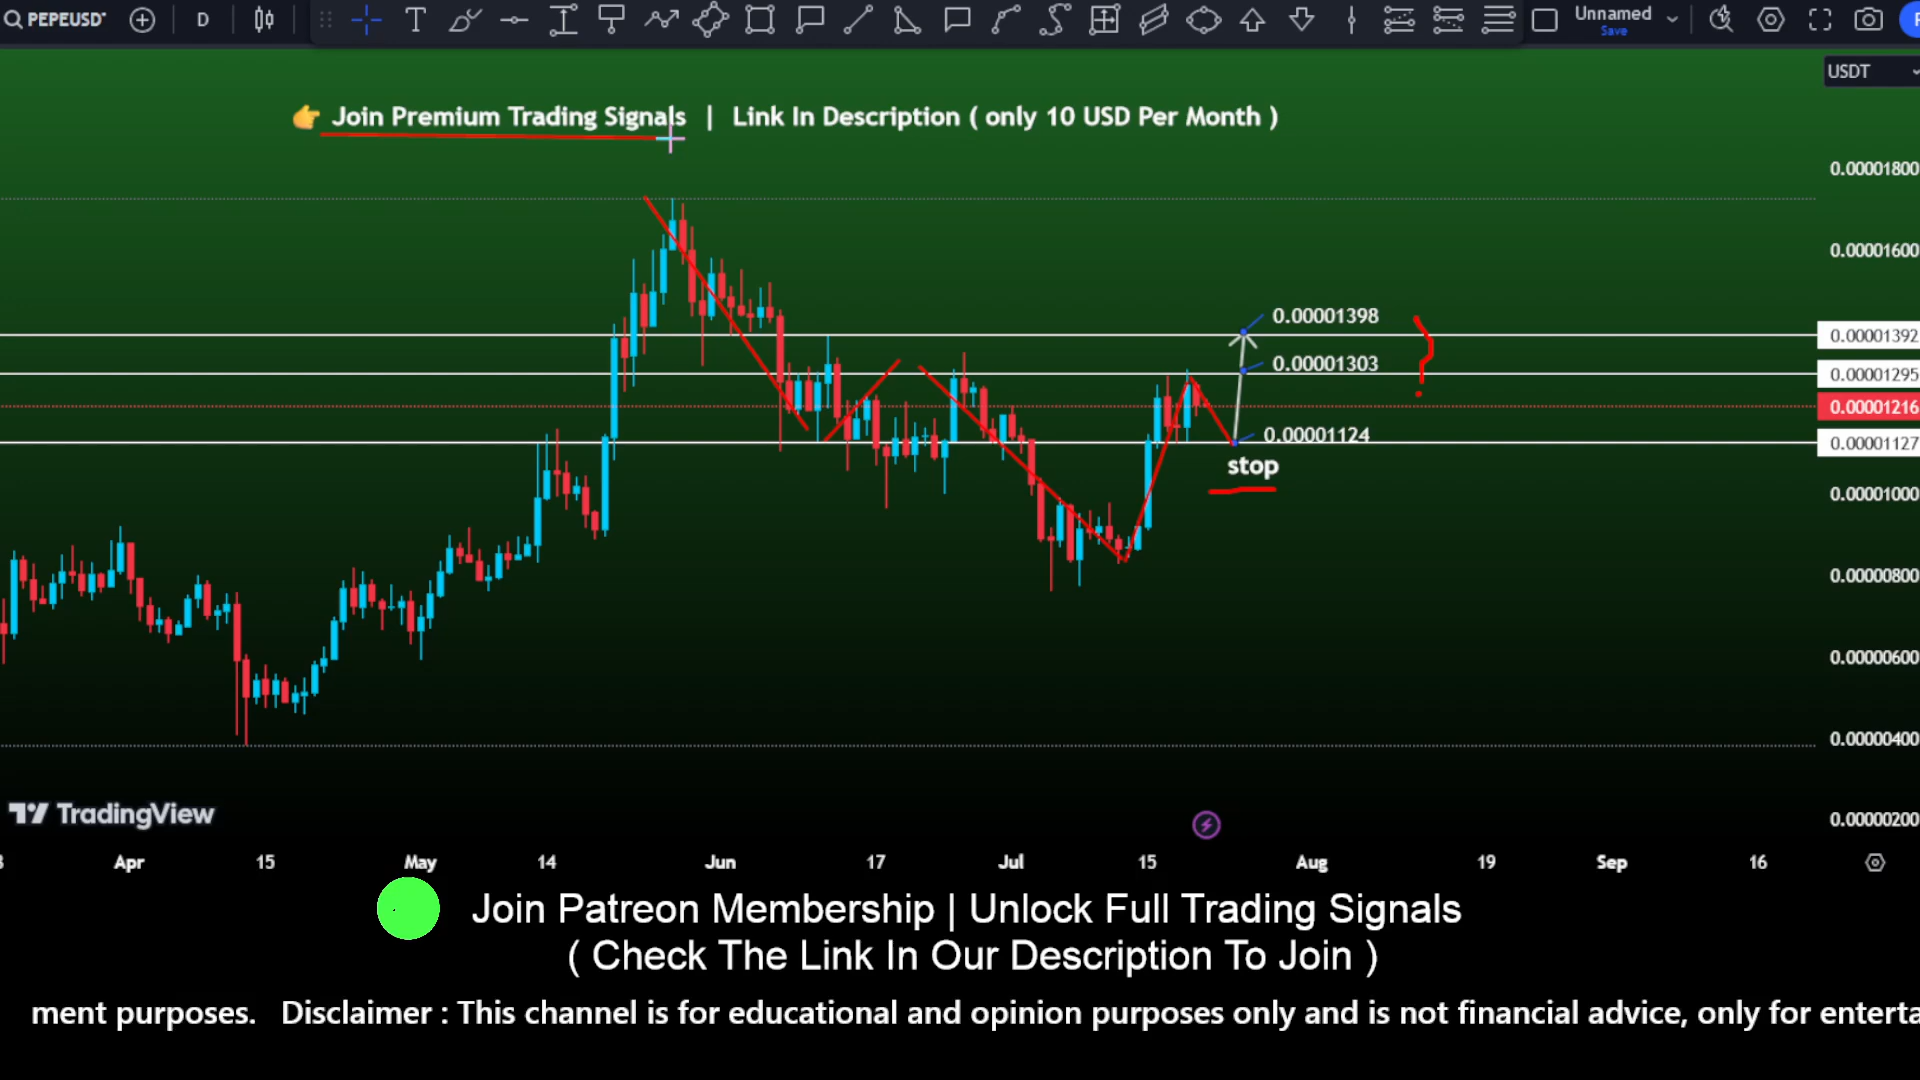 PEPEUSD D Unnamed
Save
USDT
👉 Join Premium Trading Signals | Link In Description ( only 10 USD Per Month )
0.00001800
0.00001600
0.00001398
0.00001392
0.00001303
0.00001295
0.00001216
0.00001124
0.00001127
stop
0.00001000
0.00000800
0.00000600
0.00000400
TradingView
0.00000200
Apr 15 May 14 Jun 17 Jul 15 Aug 19 Sep 16
Join Patreon Membership | Unlock Full Trading Signals
( Check The Link In Our Description To Join )
ment purposes. Disclaimer : This channel is for educational and opinion purposes only and is not financial advice, only for enterta